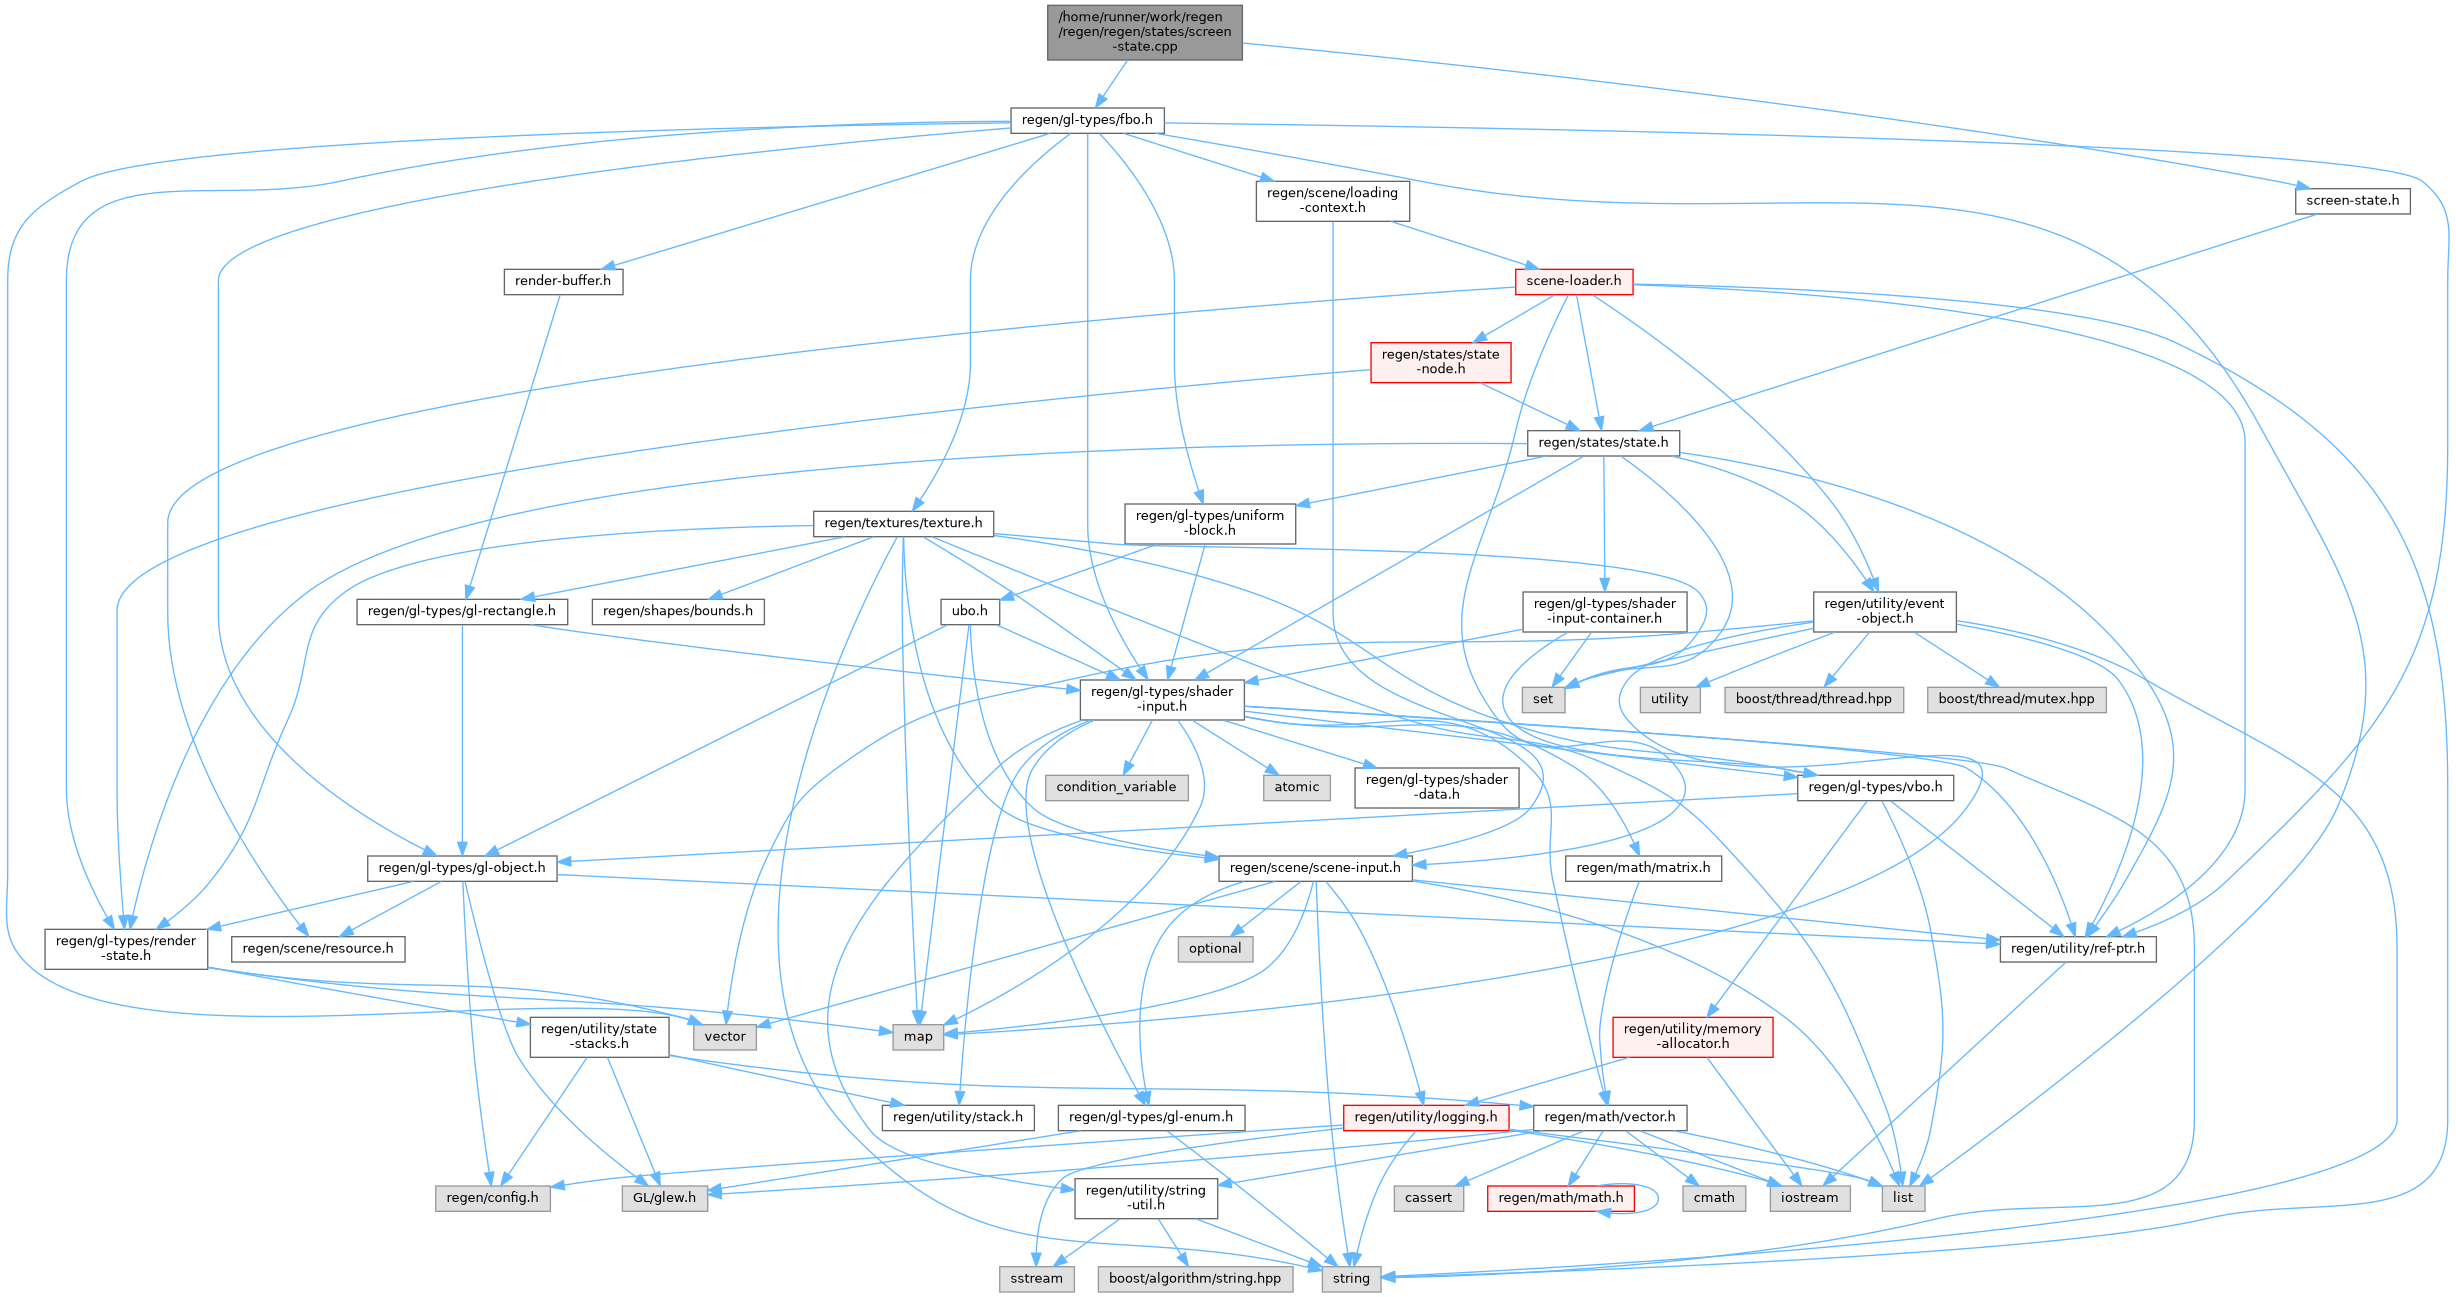 /home/runner/work/regen
/regen/regen/states/screen
-state.cpp
regen/gl-types/fbo.h
regen/scene/loading
-context.h
screen-state.h
render-buffer.h
scene-loader.h
regen/states/state
-node.h
regen/states/state.h
regen/textures/texture.h
regen/gl-types/uniform
-block.h
regen/gl-types/gl-rectangle.h
regen/shapes/bounds.h
ubo.h
regen/gl-types/shader
-input-container.h
regen/utility/event
-object.h
regen/gl-types/shader
-input.h
set
utility
boost/thread/thread.hpp
boost/thread/mutex.hpp
condition_variable
atomic
regen/gl-types/shader
-data.h
regen/gl-types/vbo.h
regen/gl-types/gl-object.h
regen/scene/scene-input.h
regen/math/matrix.h
regen/gl-types/render
-state.h
regen/scene/resource.h
optional
regen/utility/ref-ptr.h
regen/utility/state
-stacks.h
vector
map
regen/utility/memory
-allocator.h
regen/utility/stack.h
regen/gl-types/gl-enum.h
regen/utility/logging.h
regen/math/vector.h
regen/config.h
GL/glew.h
regen/utility/string
-util.h
cassert
regen/math/math.h
cmath
iostream
list
sstream
boost/algorithm/string.hpp
string